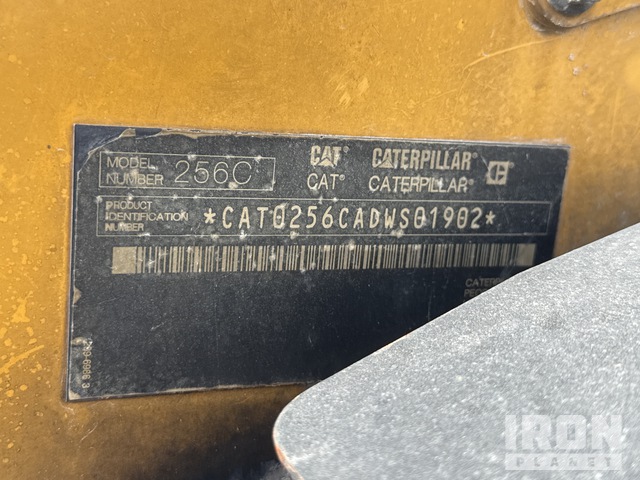 MODEL NUMBER 256C
CAT® CATERPILLAR®
CAT® CATERPILLAR®
PRODUCT IDENTIFICATION NUMBER *CAT0256CADWS01902*
IRON
PLANET